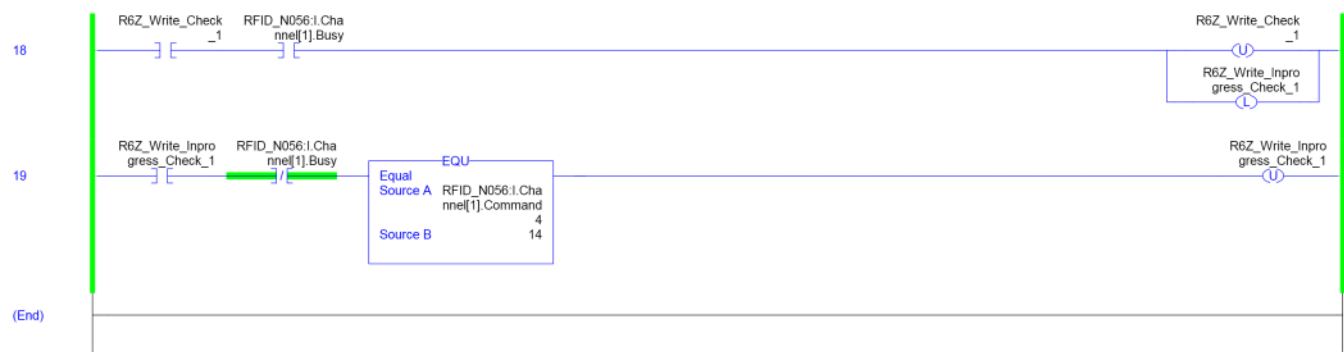 R6Z_Write_Check
_1
RFID_N056:I.Cha
nnel[1].Busy
R6Z_Write_Check
_1
18
U
R6Z_Write_Inpro
gress_Check_1
L
R6Z_Write_Inpro
gress_Check_1
RFID_N056:I.Cha
nnel[1].Busy
EQU
R6Z_Write_Inpro
gress_Check_1
19
Equal
U
Source A RFID_N056:I.Cha
nnel[1].Command
4
Source B 14
(End)